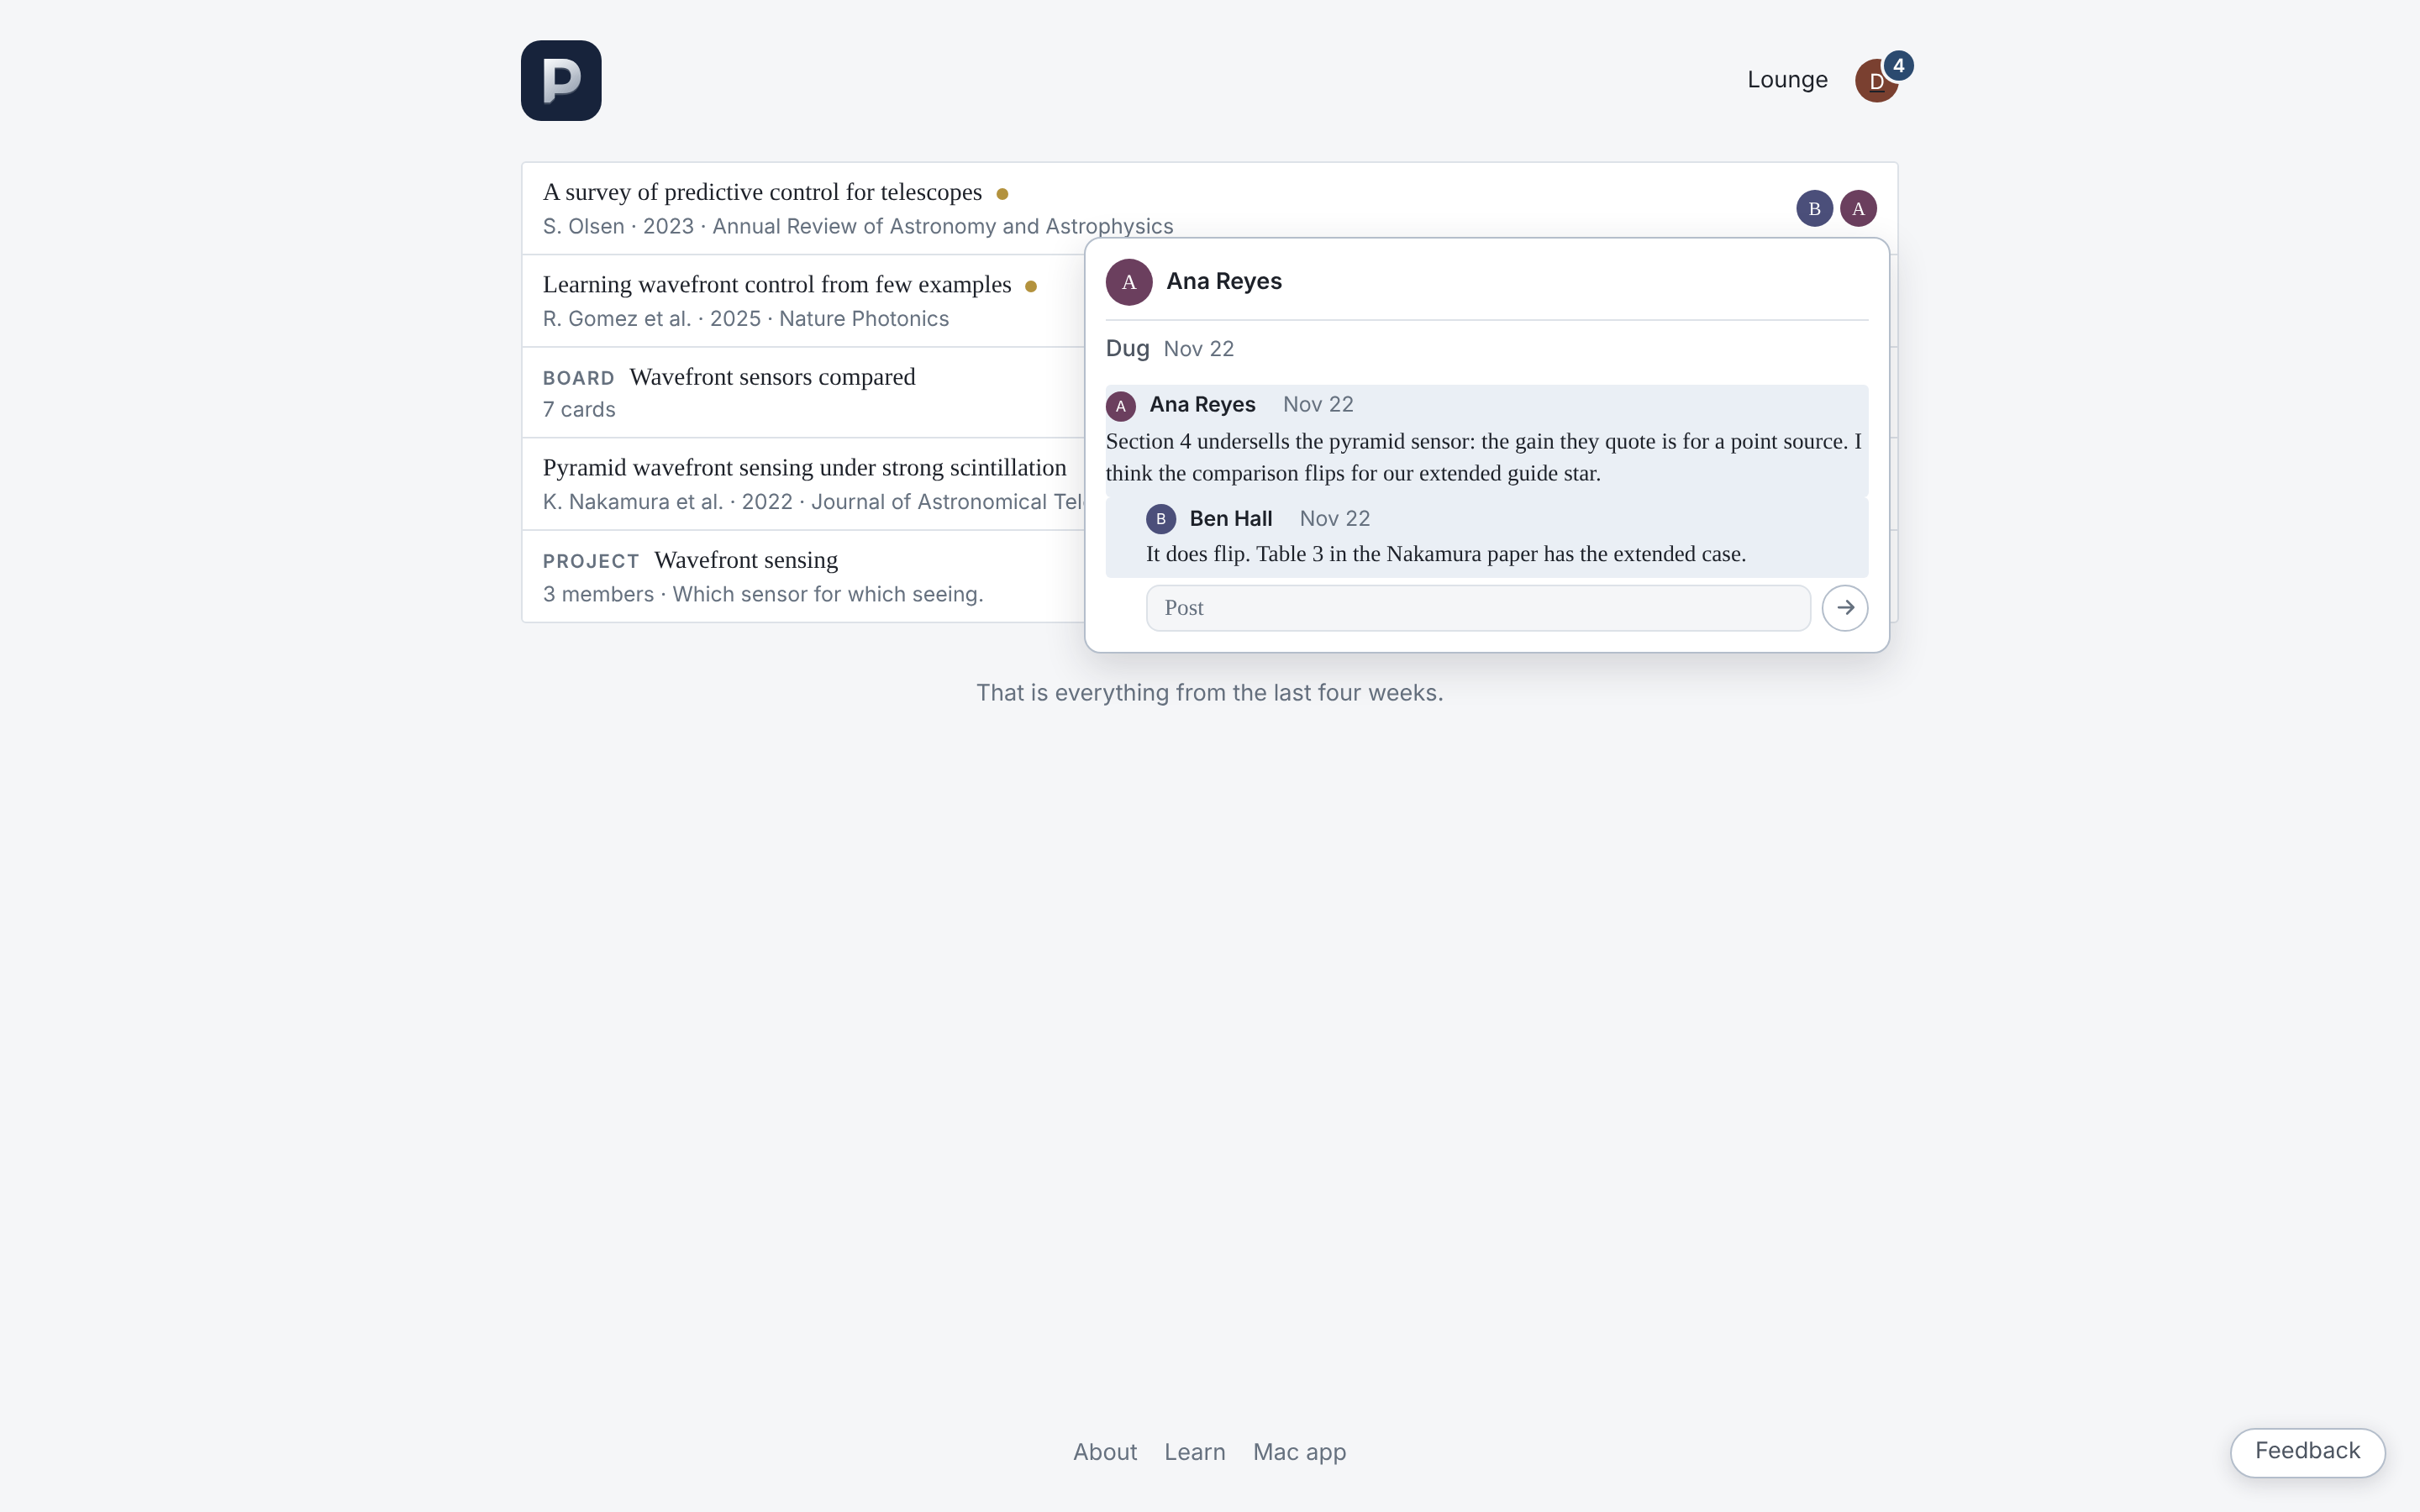 P
Lounge
D
4
A survey of predictive control for telescopes
S. Olsen · 2023 · Annual Review of Astronomy and Astrophysics
B A
Learning wavefront control from few examples
R. Gomez et al. · 2025 · Nature Photonics
BOARD Wavefront sensors compared
7 cards
Pyramid wavefront sensing under strong scintillation
K. Nakamura et al. · 2022 · Journal of Astronomical Tel
PROJECT Wavefront sensing
3 members · Which sensor for which seeing.
A Ana Reyes
Dug Nov 22
A Ana Reyes Nov 22
Section 4 undersells the pyramid sensor: the gain they quote is for a point source. I
think the comparison flips for our extended guide star.
B Ben Hall Nov 22
It does flip. Table 3 in the Nakamura paper has the extended case.
Post
That is everything from the last four weeks.
About Learn Mac app
Feedback